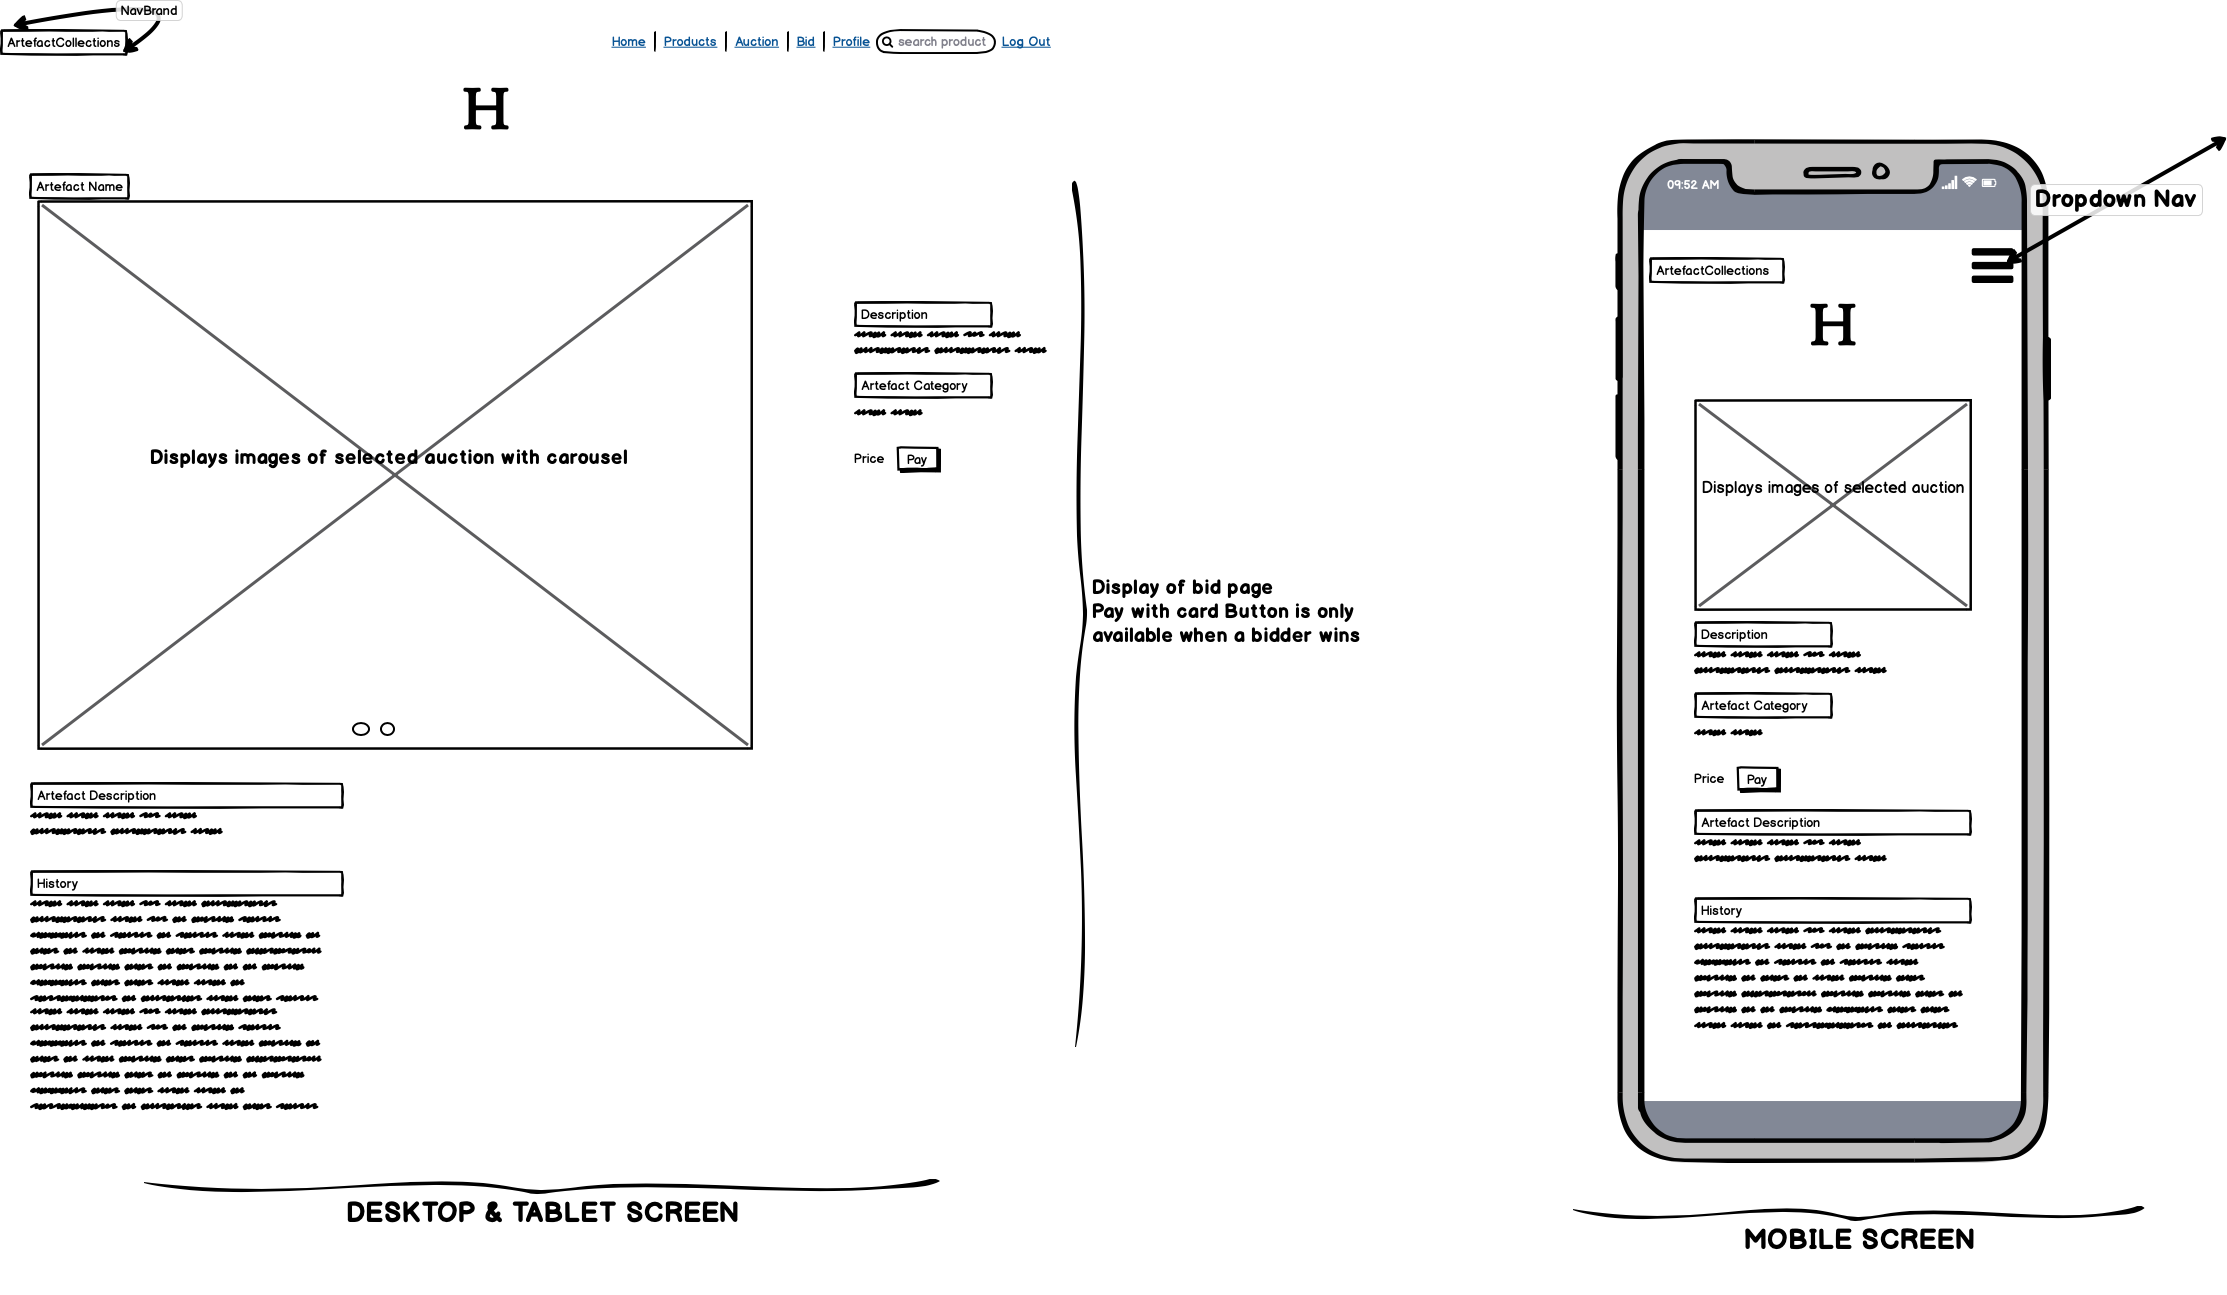 NavBrand
ArtefactCollections
Home
Products
Auction
Bid
Profile
search product
Log Out
H
Artefact Name
Displays images of selected auction with carousel
Description
Artefact Category
Price
Pay
Display of bid page
Pay with card Button is only
available when a bidder wins
Artefact Description
History
DESKTOP & TABLET SCREEN
09:52 AM
Dropdown Nav
ArtefactCollections
H
Displays images of selected auction
Description
Artefact Category
Price
Pay
Artefact Description
History
MOBILE SCREEN